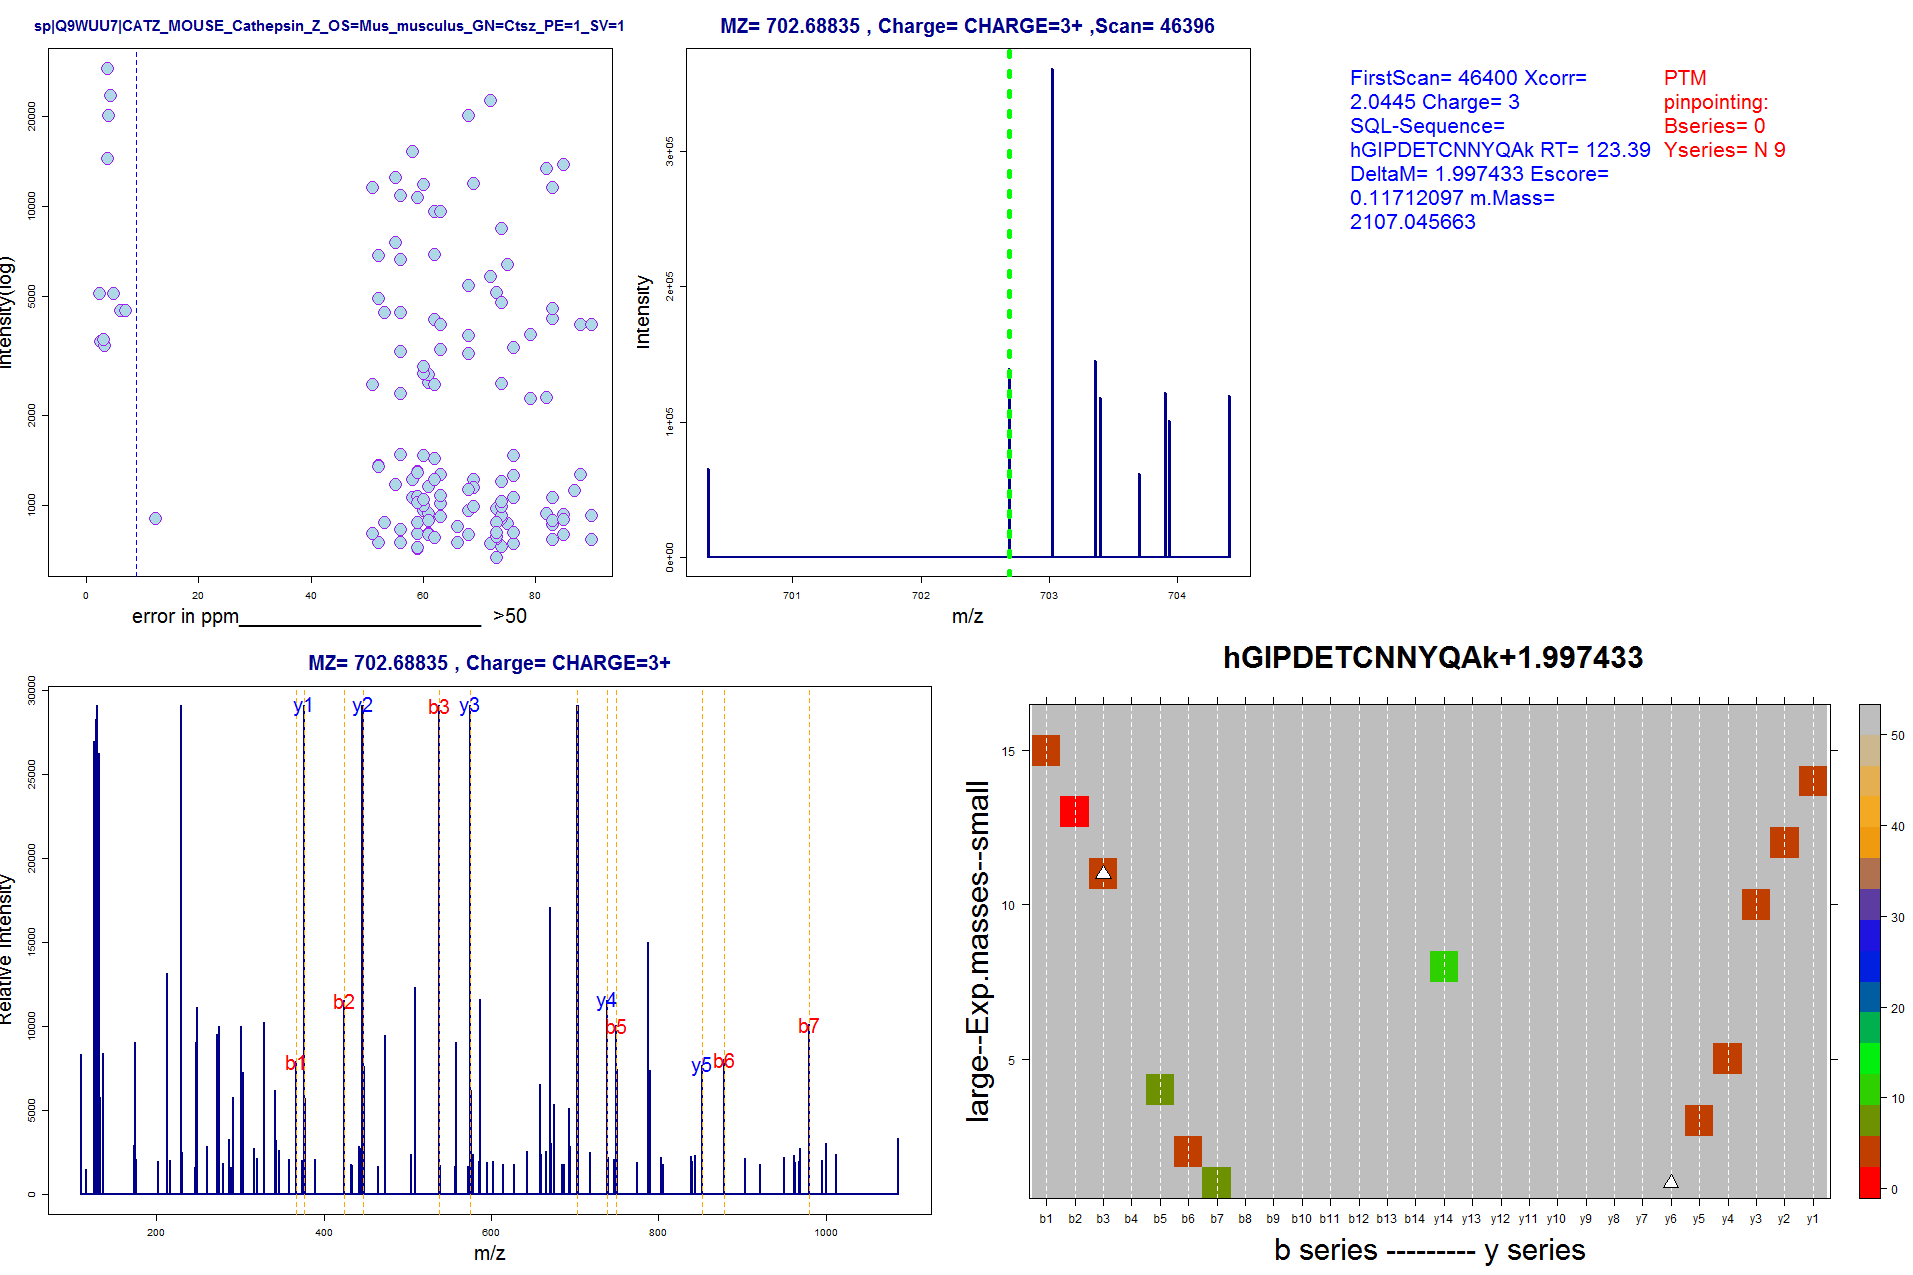 sp|Q9WUU7|CATZ_MOUSE_Cathepsin_Z_OS=Mus_musculus_GN=Ctsz_PE=1_SV=1
Intensity(log)
1000
2000
5000
10000
20000
0 20 40 60 80
error in ppm______________________ >50
MZ= 702.68835 , Charge= CHARGE=3+ ,Scan= 46396
Intensity
0e+00
1e+05
2e+05
3e+05
701 702 703 704
m/z
FirstScan= 46400 Xcorr=
2.0445 Charge= 3
SQL-Sequence=
hGIPDETCNNYQAk RT= 123.39
DeltaM= 1.997433 Escore=
0.11712097 m.Mass=
2107.045663
PTM
pinpointing:
Bseries= 0
Yseries= N 9
MZ= 702.68835 , Charge= CHARGE=3+
Relative Intensity
0
5000
10000
15000
20000
25000
30000
y1 y2 b3 y3
b2 y4 b5 b7
b1 y5 b6
200 400 600 800 1000
m/z
hGIPDETCNNYQAk+1.997433
large--Exp.masses--small
15
10
5
b1 b2 b3 b4 b5 b6 b7 b8 b9 b10 b11 b12 b13 b14 y14 y13 y12 y11 y10 y9 y8 y7 y6 y5 y4 y3 y2 y1
b series --------- y series
50
40
30
20
10
0